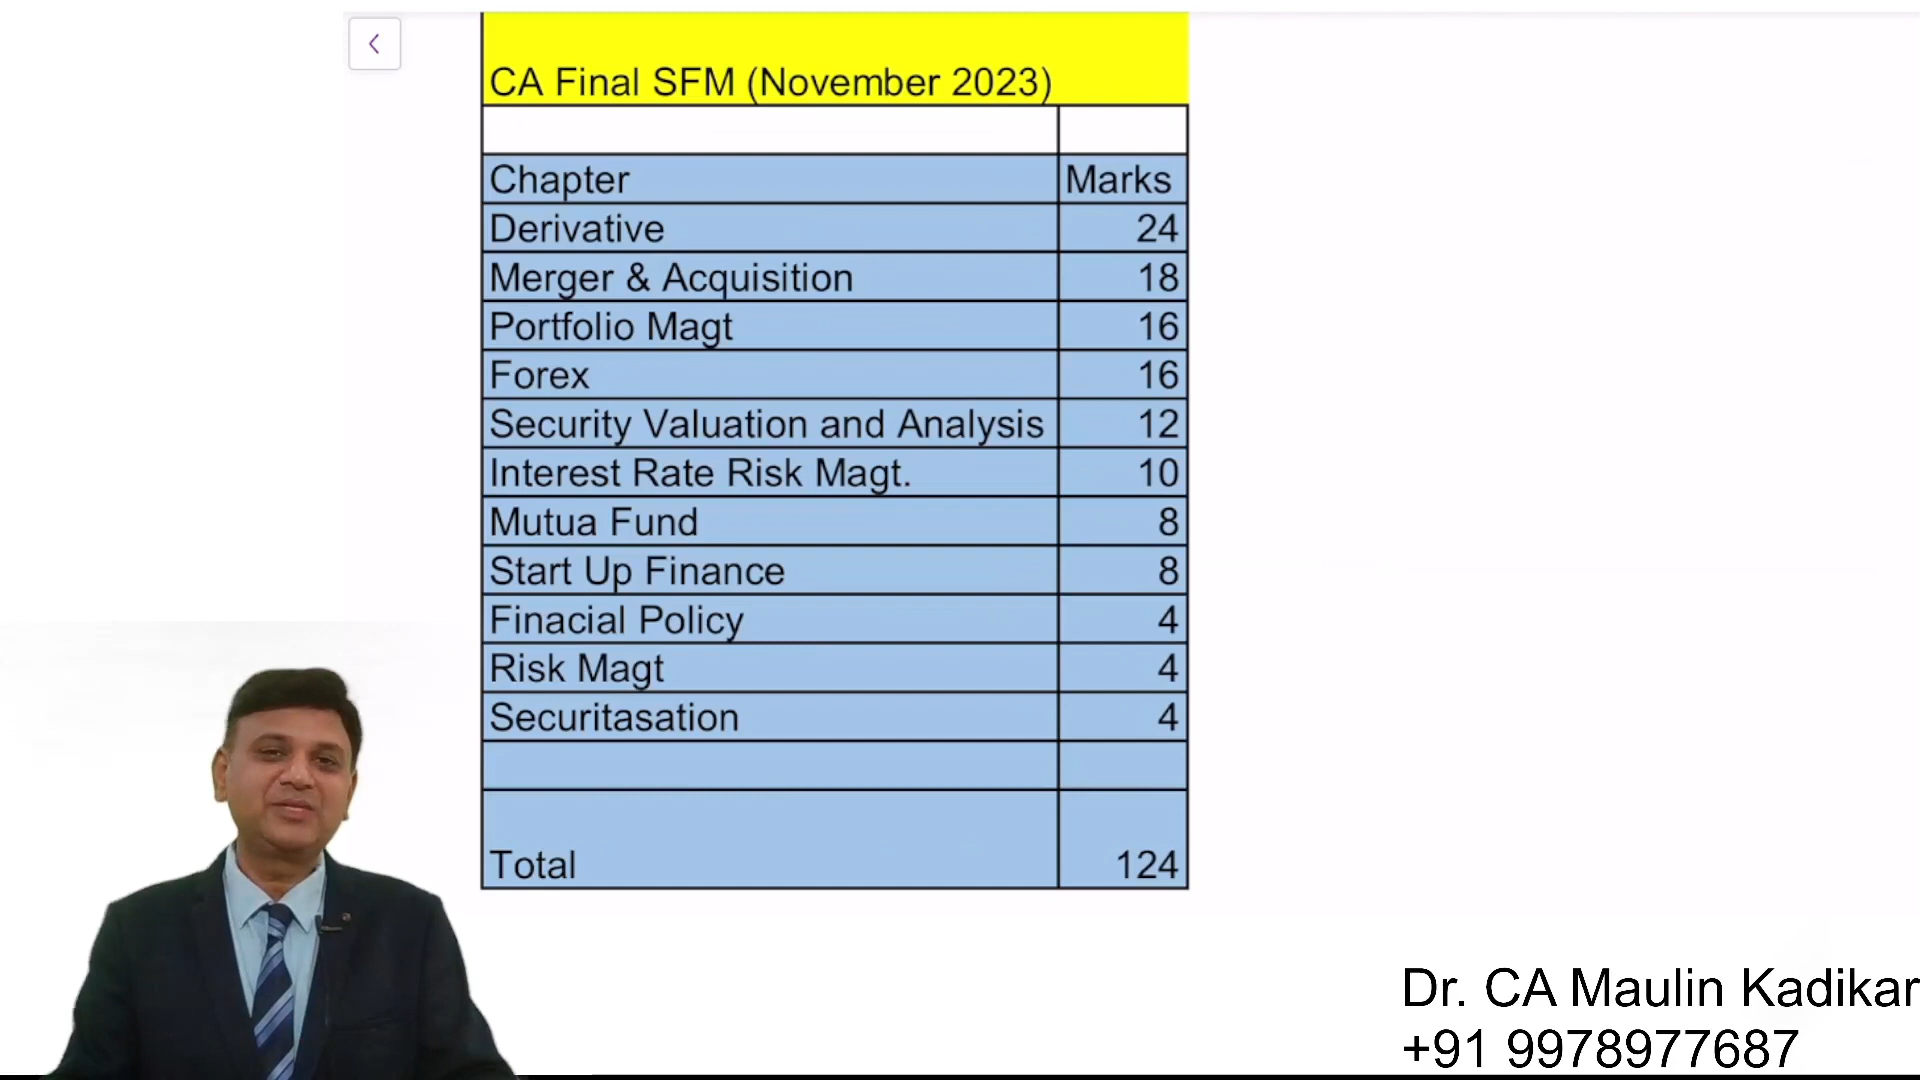 CA Final SFM (November 2023)
Chapter Marks
Derivative 24
Merger & Acquisition 18
Portfolio Magt 16
Forex 16
Security Valuation and Analysis 12
Interest Rate Risk Magt. 10
Mutua Fund 8
Start Up Finance 8
Finacial Policy 4
Risk Magt 4
Securitasation 4
Total 124
Dr. CA Maulin Kadikar
+91 9978977687